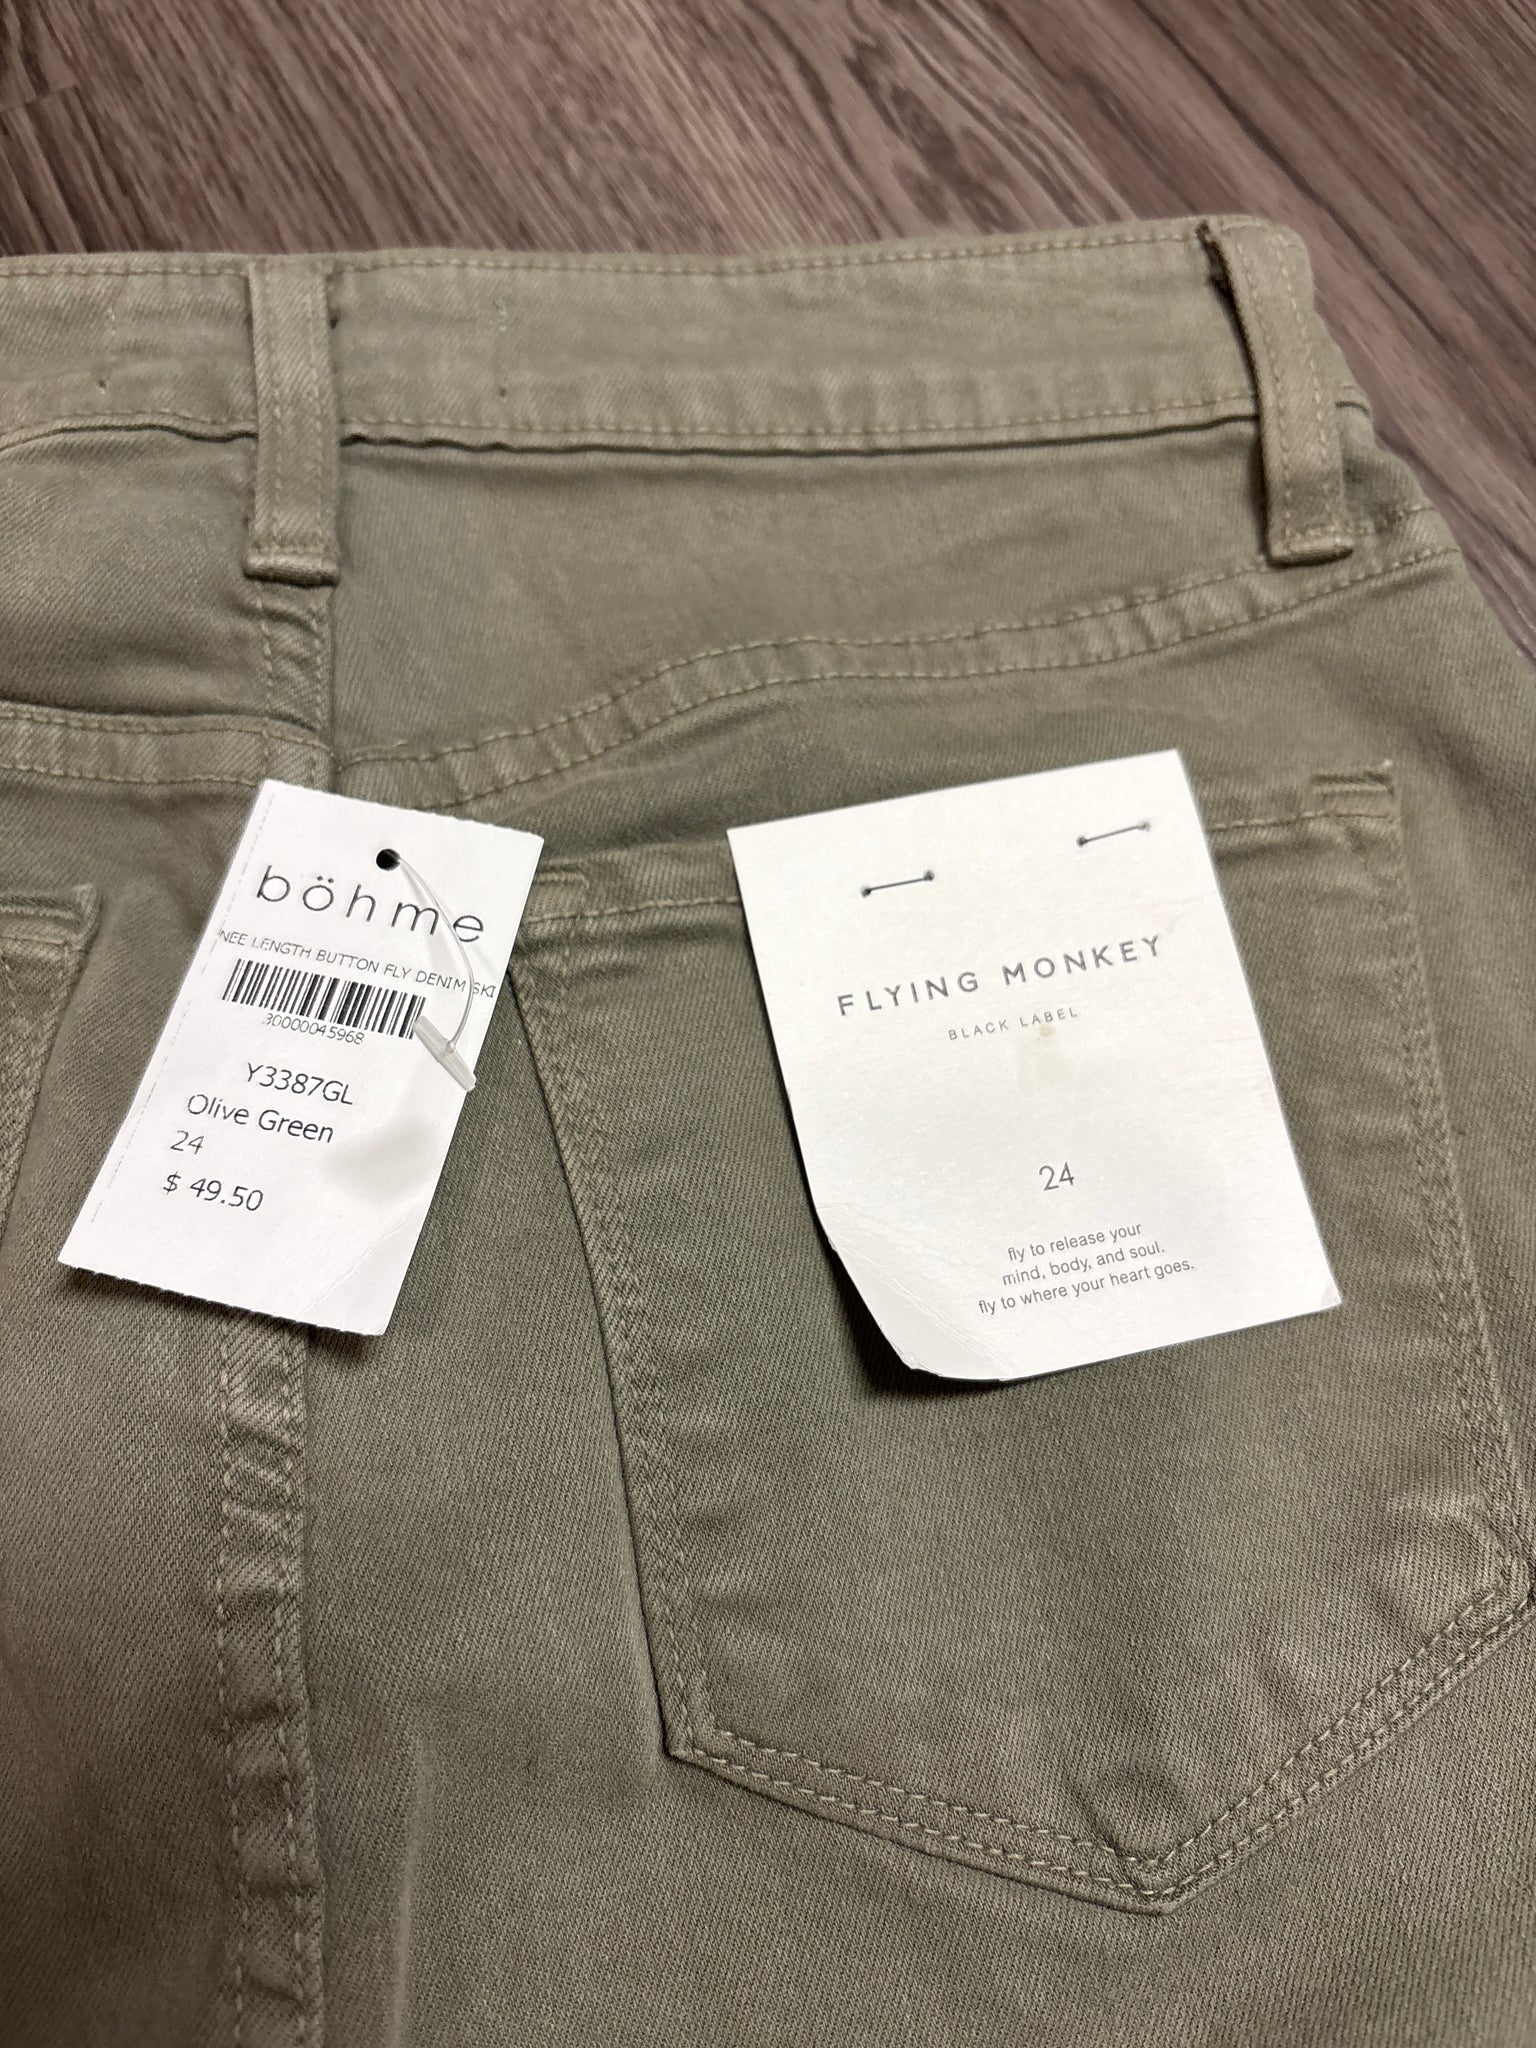 böhme
NEE LENGTH BUTTON FLY DENIM SKI
30000045968
Y3387GL
Olive Green
24
$ 49.50
FLYING MONKEY
BLACK LABEL
24
fly to release your
mind, body, and soul.
fly to where your heart goes.